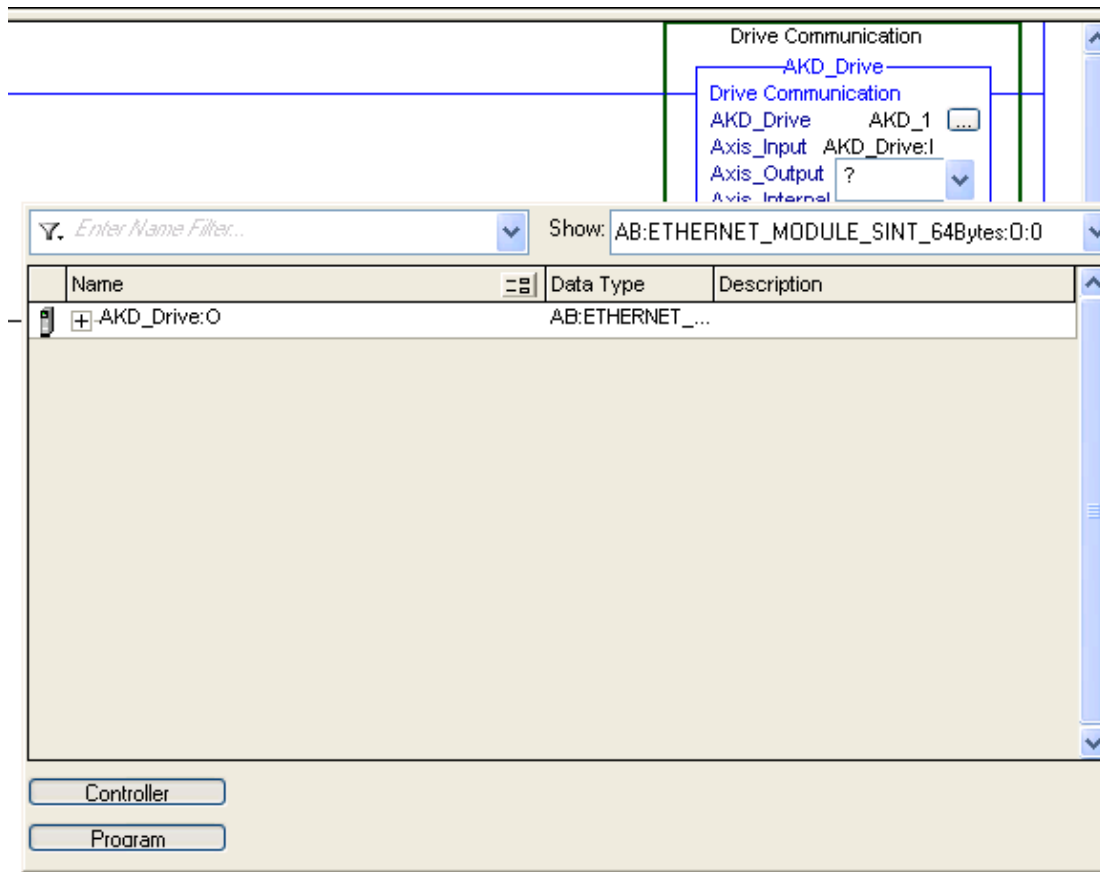 Drive Communication
AKD_Drive
Drive Communication
AKD_Drive AKD_1 ...
Axis_Input AKD_Drive:I
Axis_Output ?
Axis_Internal
Enter Name Filter... Show: AB:ETHERNET_MODULE_SINT_64Bytes:O:0
Name Data Type Description
AKD_Drive:O AB:ETHERNET_...
Controller
Program